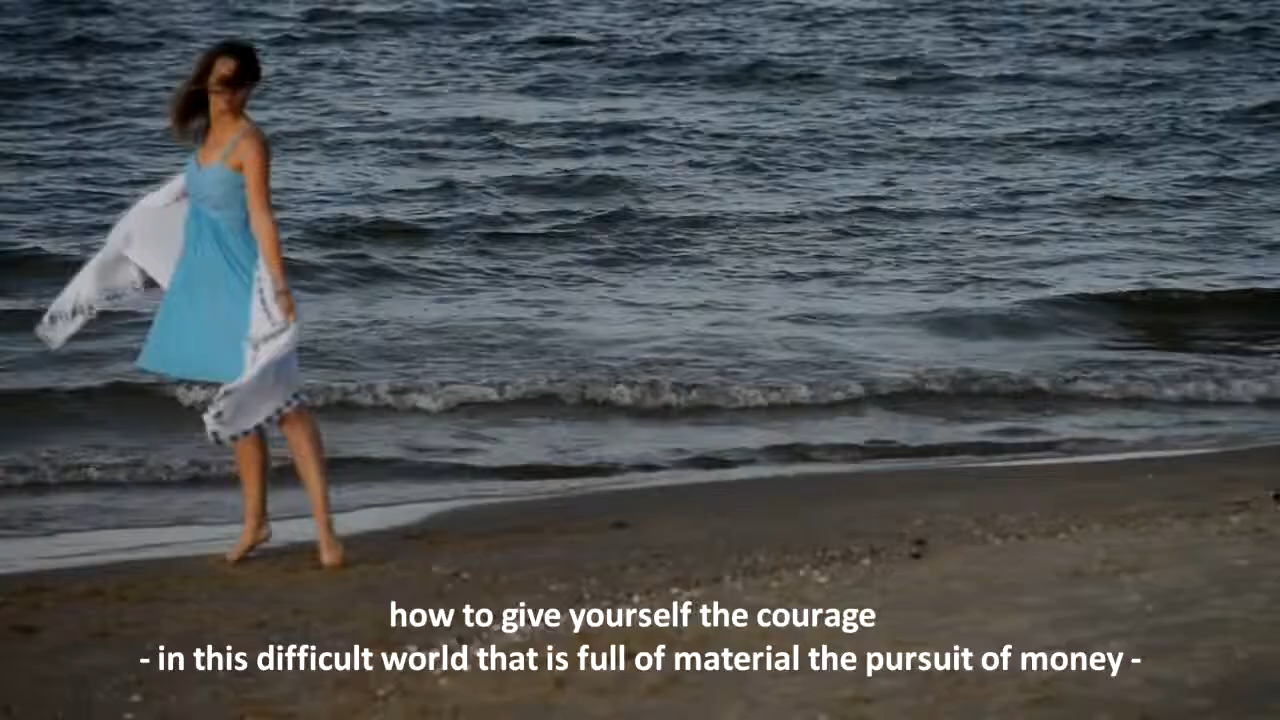 how to give yourself the courage
- in this difficult world that is full of material the pursuit of money -